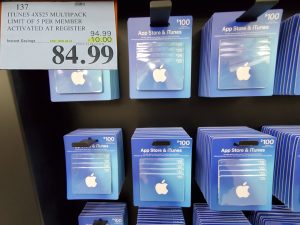 137
ITUNES 4X$25 MULTIPACK
LIMIT OF 5 PER MEMBER
ACTIVATED AT REGISTER
94.99
Instant Savings
-10.00
84.99
$100
App Store & iTunes
$100
App Store & iTunes
$100
App Store & iTunes
$100
App Store & iTunes
$100
App Store & iTunes